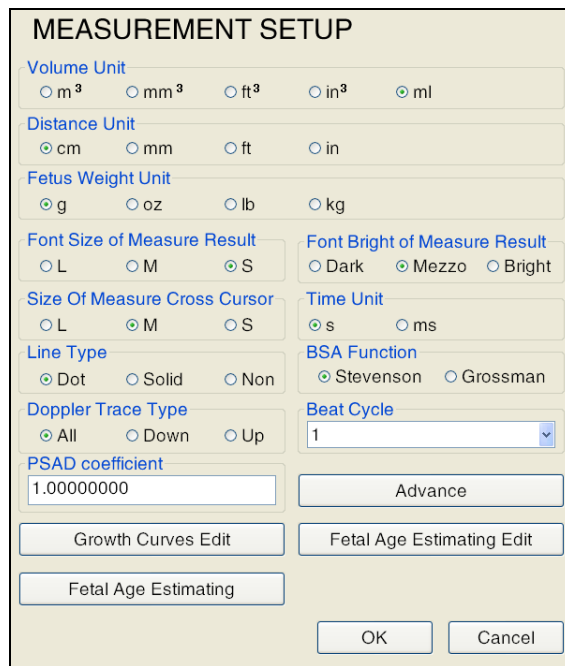 MEASUREMENT SETUP
Volume Unit
m³ mm³ ft³ in³ ml
Distance Unit
cm mm ft in
Fetus Weight Unit
g oz lb kg
Font Size of Measure Result
L M S
Font Bright of Measure Result
Dark Mezzo Bright
Size Of Measure Cross Cursor
L M S
Time Unit
s ms
Line Type
Dot Solid Non
BSA Function
Stevenson Grossman
Doppler Trace Type
All Down Up
Beat Cycle
1
PSAD coefficient
1.00000000
Advance
Growth Curves Edit
Fetal Age Estimating Edit
Fetal Age Estimating
OK Cancel